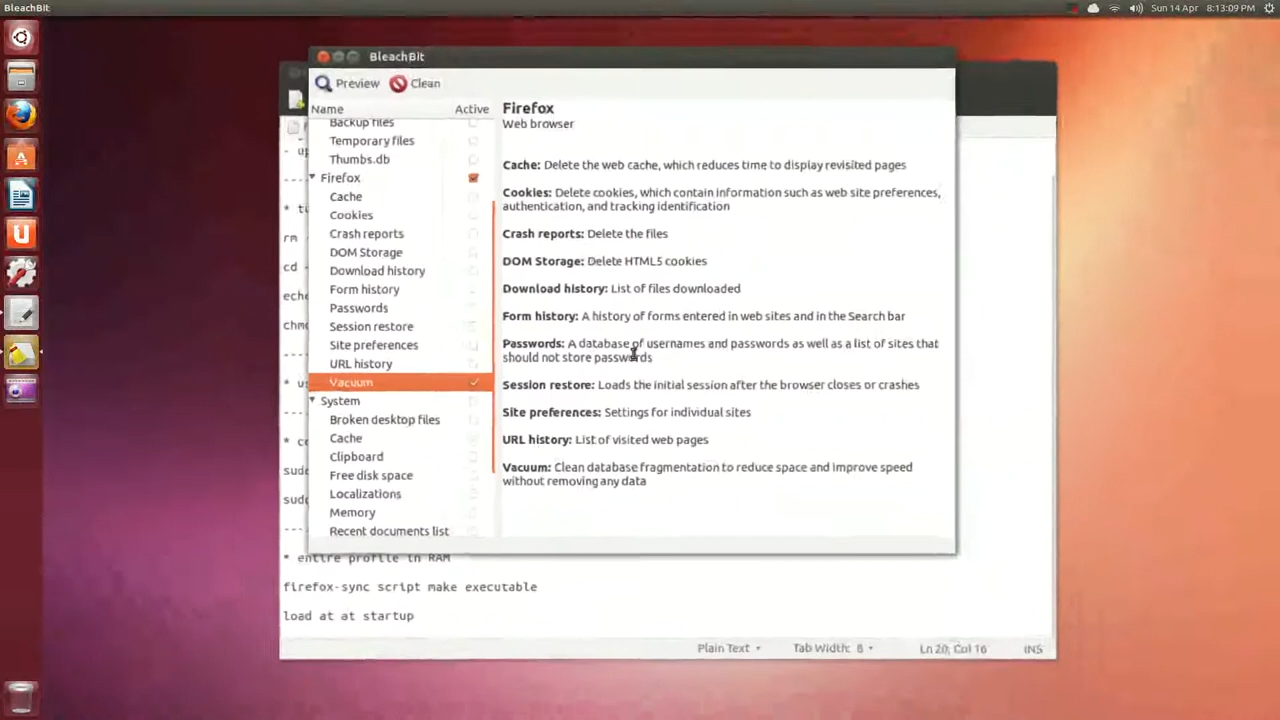 BleachBit
Sun 14 Apr
8:13:09 PM
BleachBit
Preview
Clean
Name
Active
Backup files
Temporary files
Thumbs.db
Firefox
Cache
Cookies
Crash reports
DOM Storage
Download history
Form history
Passwords
Session restore
Site preferences
URL history
Vacuum
System
Broken desktop files
Cache
Clipboard
Free disk space
Localizations
Memory
Recent documents list
Firefox
Web browser
Cache: Delete the web cache, which reduces time to display revisited pages
Cookies: Delete cookies, which contain information such as web site preferences,
authentication, and tracking identification
Crash reports: Delete the files
DOM Storage: Delete HTML5 cookies
Download history: List of files downloaded
Form history: A history of forms entered in web sites and in the Search bar
Passwords: A database of usernames and passwords as well as a list of sites that
should not store passwords
Session restore: Loads the initial session after the browser closes or crashes
Site preferences: Settings for individual sites
URL history: List of visited web pages
Vacuum: Clean database fragmentation to reduce space and improve speed
without removing any data
- up
----
* tu
rm
cd
eche
chmo
----
* us
----
* co
sudo
sudo
----
* entire profile in RAM
firefox-sync script make executable
load at at startup
Plain Text
Tab Width: 8
Ln 20, Col 16
INS